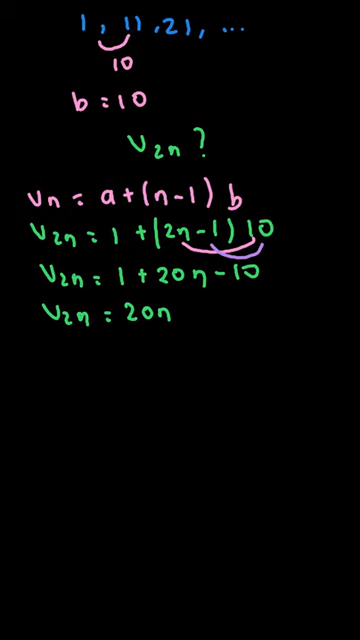 1, 11, 21, ...
10
b = 10
U2n ?
Un = a + (n - 1) b
U2n = 1 + (2n - 1) 10
U2n = 1 + 20n - 10
U2n = 20n